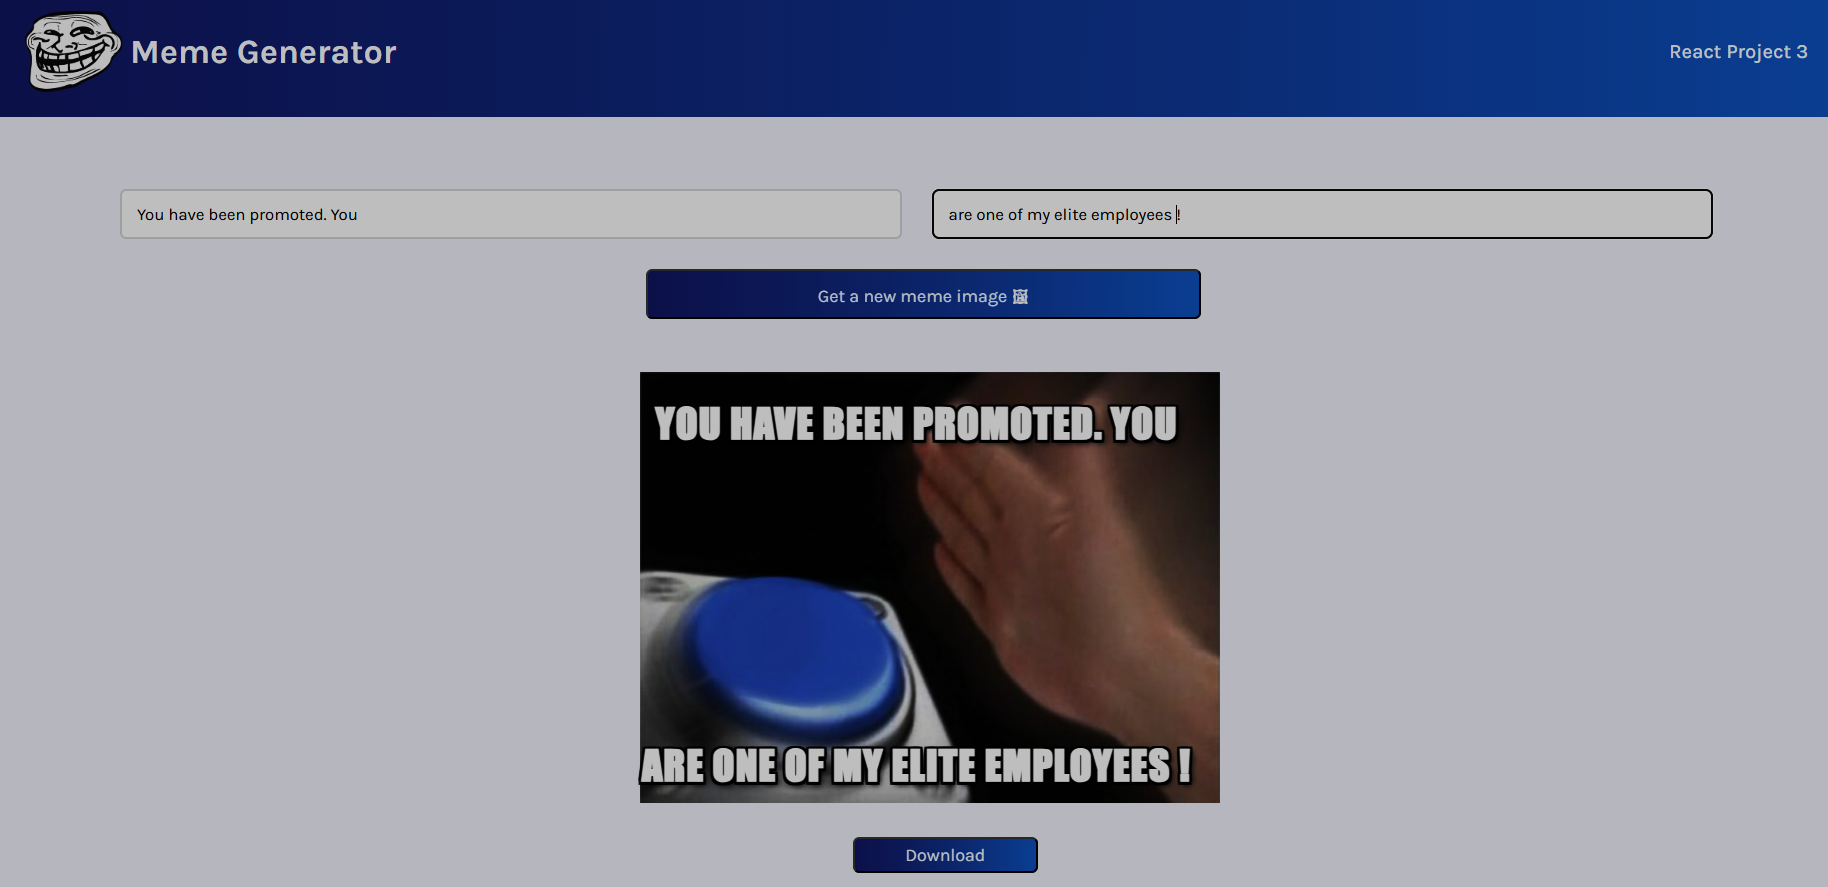 Meme Generator
React Project 3
You have been promoted. You
are one of my elite employees !
Get a new meme image 🖼
YOU HAVE BEEN PROMOTED. YOU
ARE ONE OF MY ELITE EMPLOYEES !
Download